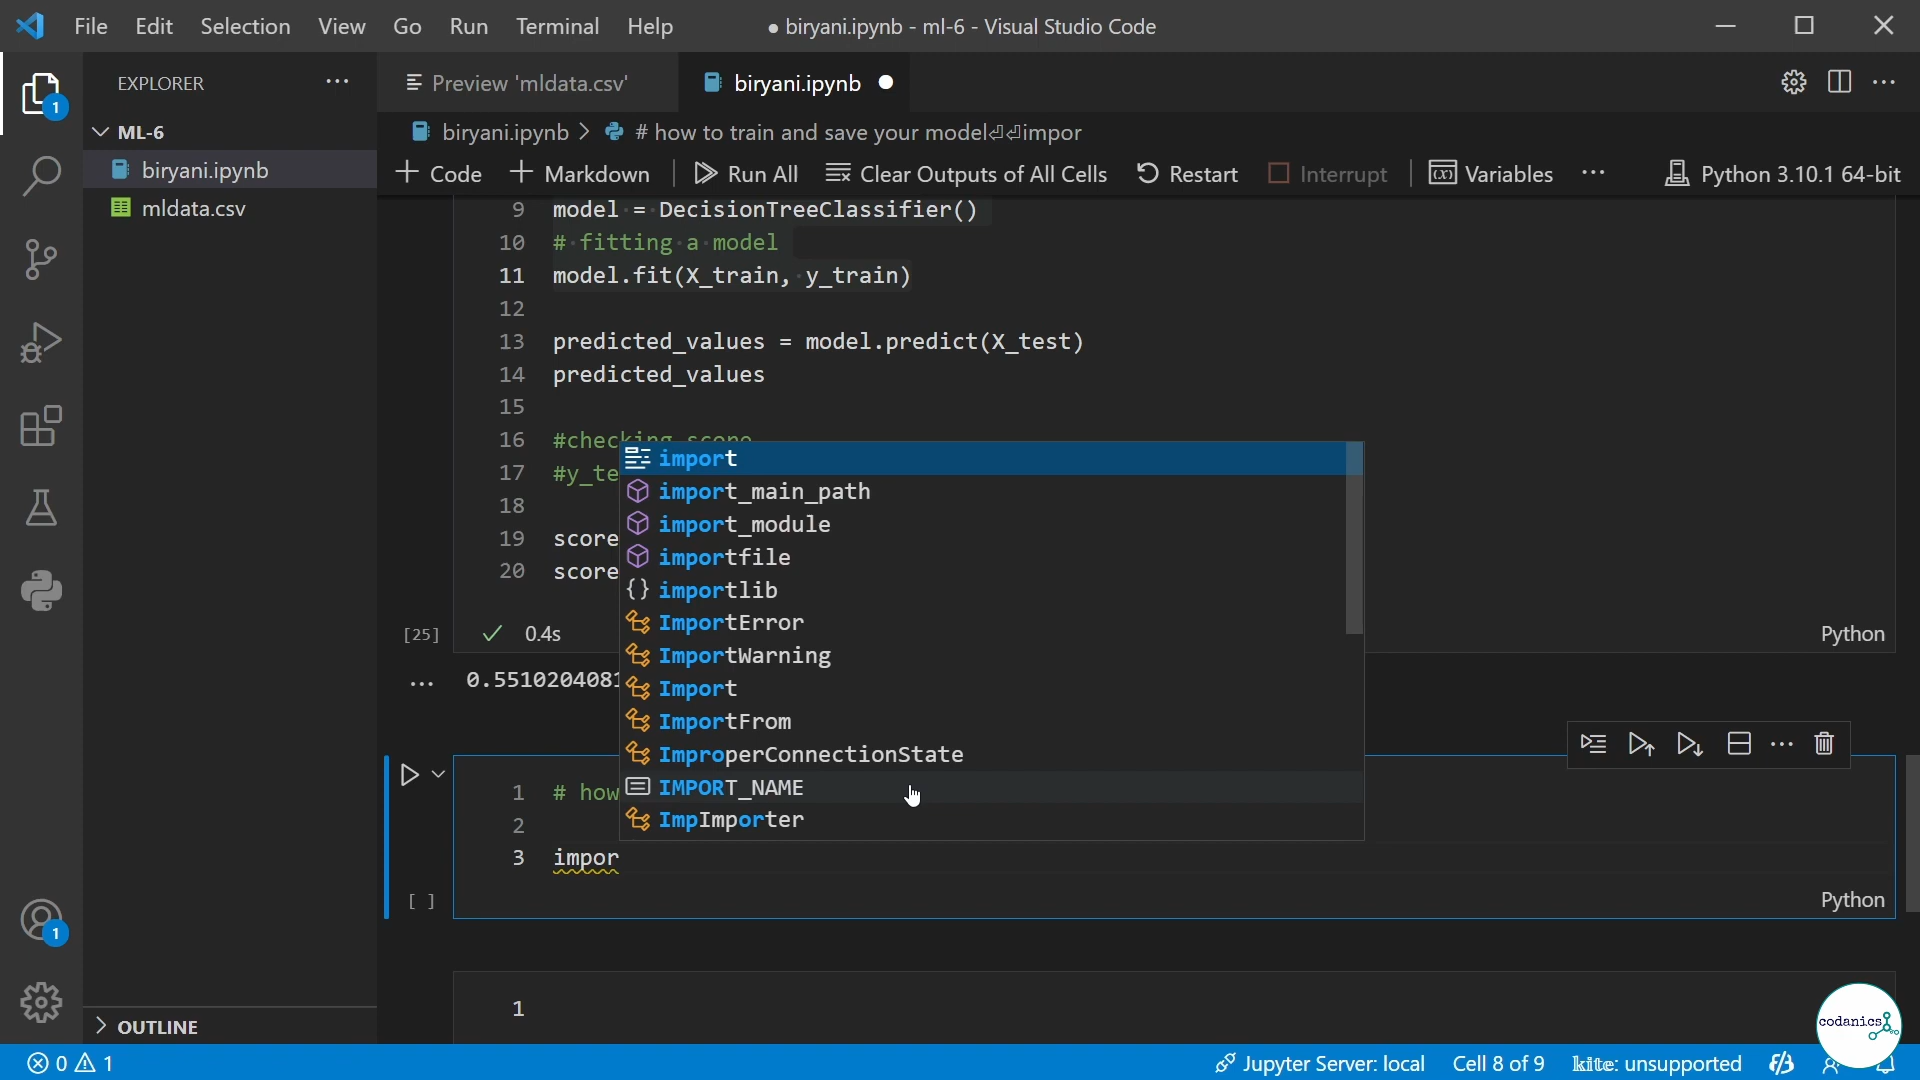 File Edit Selection View Go Run Terminal Help
● biryani.ipynb - ml-6 - Visual Studio Code
EXPLORER
Preview 'mldata.csv'
biryani.ipynb
1
ML-6
biryani.ipynb > # how to train and save your model⏎⏎impor
biryani.ipynb
mldata.csv
Code Markdown Run All Clear Outputs of All Cells Restart Interrupt Variables Python 3.10.1 64-bit
9 model = DecisionTreeClassifier()
10 # fitting a model
11 model.fit(X_train, y_train)
12
13 predicted_values = model.predict(X_test)
14 predicted_values
15
16 #checking score
17 #y_te
18
19 score
20 score
import
import_main_path
import_module
importfile
importlib
ImportError
ImportWarning
Import
ImportFrom
ImproperConnectionState
IMPORT_NAME
ImpImporter
[25] 0.4s Python
0.551020408
1 # how
2
3 impor
[ ] Python
1
1
OUTLINE
codanics
0 1 Jupyter Server: local Cell 8 of 9 kite: unsupported